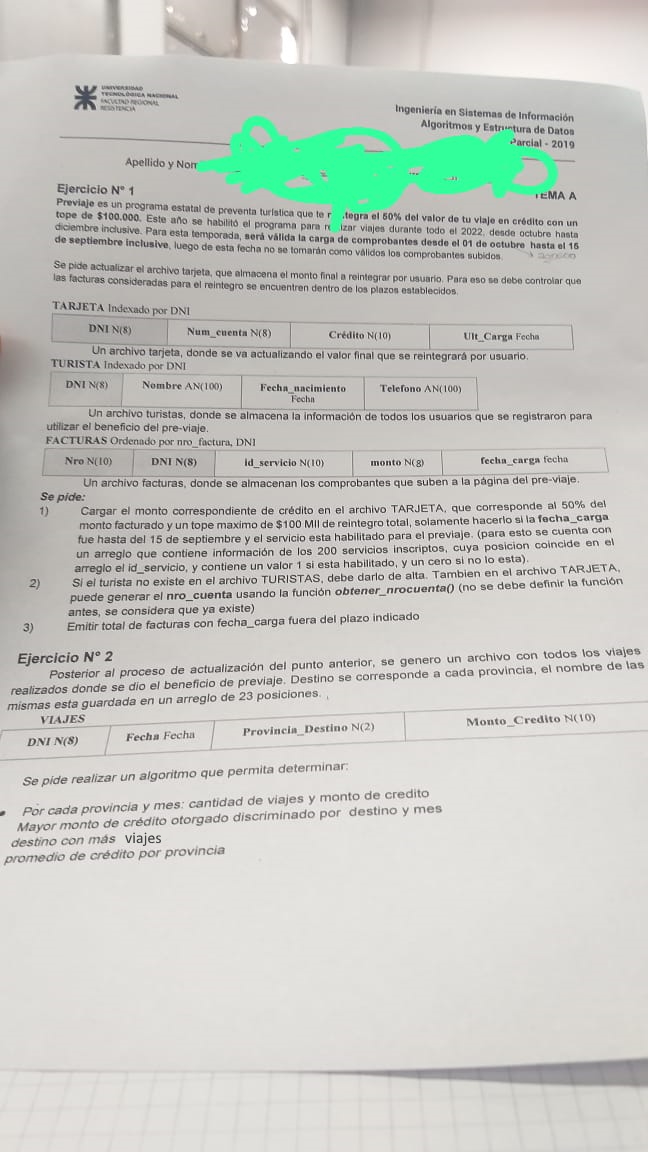 UNIVERSIDAD
TECNOLÓGICA NACIONAL
FACULTAD REGIONAL
RESISTENCIA
Ingeniería en Sistemas de Información
Algoritmos y Estructura de Datos
Parcial - 2019
Apellido y Nom
TEMA A
Ejercicio N° 1
Previaje es un programa estatal de preventa turística que te reintegra el 50% del valor de tu viaje en crédito con un
tope de $100.000. Este año se habilitó el programa para realizar viajes durante todo el 2022, desde octubre hasta
diciembre inclusive. Para esta temporada, será válida la carga de comprobantes desde el 01 de octubre hasta el 15
de septiembre inclusive, luego de esta fecha no se tomarán como válidos los comprobantes subidos.
Se pide actualizar el archivo tarjeta, que almacena el monto final a reintegrar por usuario. Para eso se debe controlar que
las facturas consideradas para el reintegro se encuentren dentro de los plazos establecidos.
TARJETA Indexado por DNI
DNI N(8) Num_cuenta N(8) Crédito N(10) Ult_Carga Fecha
Un archivo tarjeta, donde se va actualizando el valor final que se reintegrará por usuario.
TURISTA Indexado por DNI
DNI N(8) Nombre AN(100) Fecha_nacimiento Telefono AN(100)
Fecha
Un archivo turistas, donde se almacena la información de todos los usuarios que se registraron para
utilizar el beneficio del pre-viaje.
FACTURAS Ordenado por nro_factura, DNI
Nro N(10) DNI N(8) id_servicio N(10) monto N(8) fecha_carga fecha
Un archivo facturas, donde se almacenan los comprobantes que suben a la página del pre-viaje.
Se pide:
1) Cargar el monto correspondiente de crédito en el archivo TARJETA, que corresponde al 50% del
monto facturado y un tope maximo de $100 Mil de reintegro total, solamente hacerlo si la fecha_carga
fue hasta del 15 de septiembre y el servicio esta habilitado para el previaje. (para esto se cuenta con
un arreglo que contiene información de los 200 servicios inscriptos, cuya posicion coincide en el
arreglo el id_servicio, y contiene un valor 1 si esta habilitado, y un cero si no lo esta).
2) Si el turista no existe en el archivo TURISTAS, debe darlo de alta. Tambien en el archivo TARJETA,
puede generar el nro_cuenta usando la función obtener_nrocuenta() (no se debe definir la función
antes, se considera que ya existe)
3) Emitir total de facturas con fecha_carga fuera del plazo indicado
Ejercicio N° 2
Posterior al proceso de actualización del punto anterior, se genero un archivo con todos los viajes
realizados donde se dio el beneficio de previaje. Destino se corresponde a cada provincia, el nombre de las
mismas esta guardada en un arreglo de 23 posiciones.
VIAJES
DNI N(8) Fecha Fecha Provincia_Destino N(2) Monto_Credito N(10)
Se pide realizar un algoritmo que permita determinar:
Por cada provincia y mes: cantidad de viajes y monto de credito
Mayor monto de crédito otorgado discriminado por destino y mes
destino con más viajes
promedio de crédito por provincia